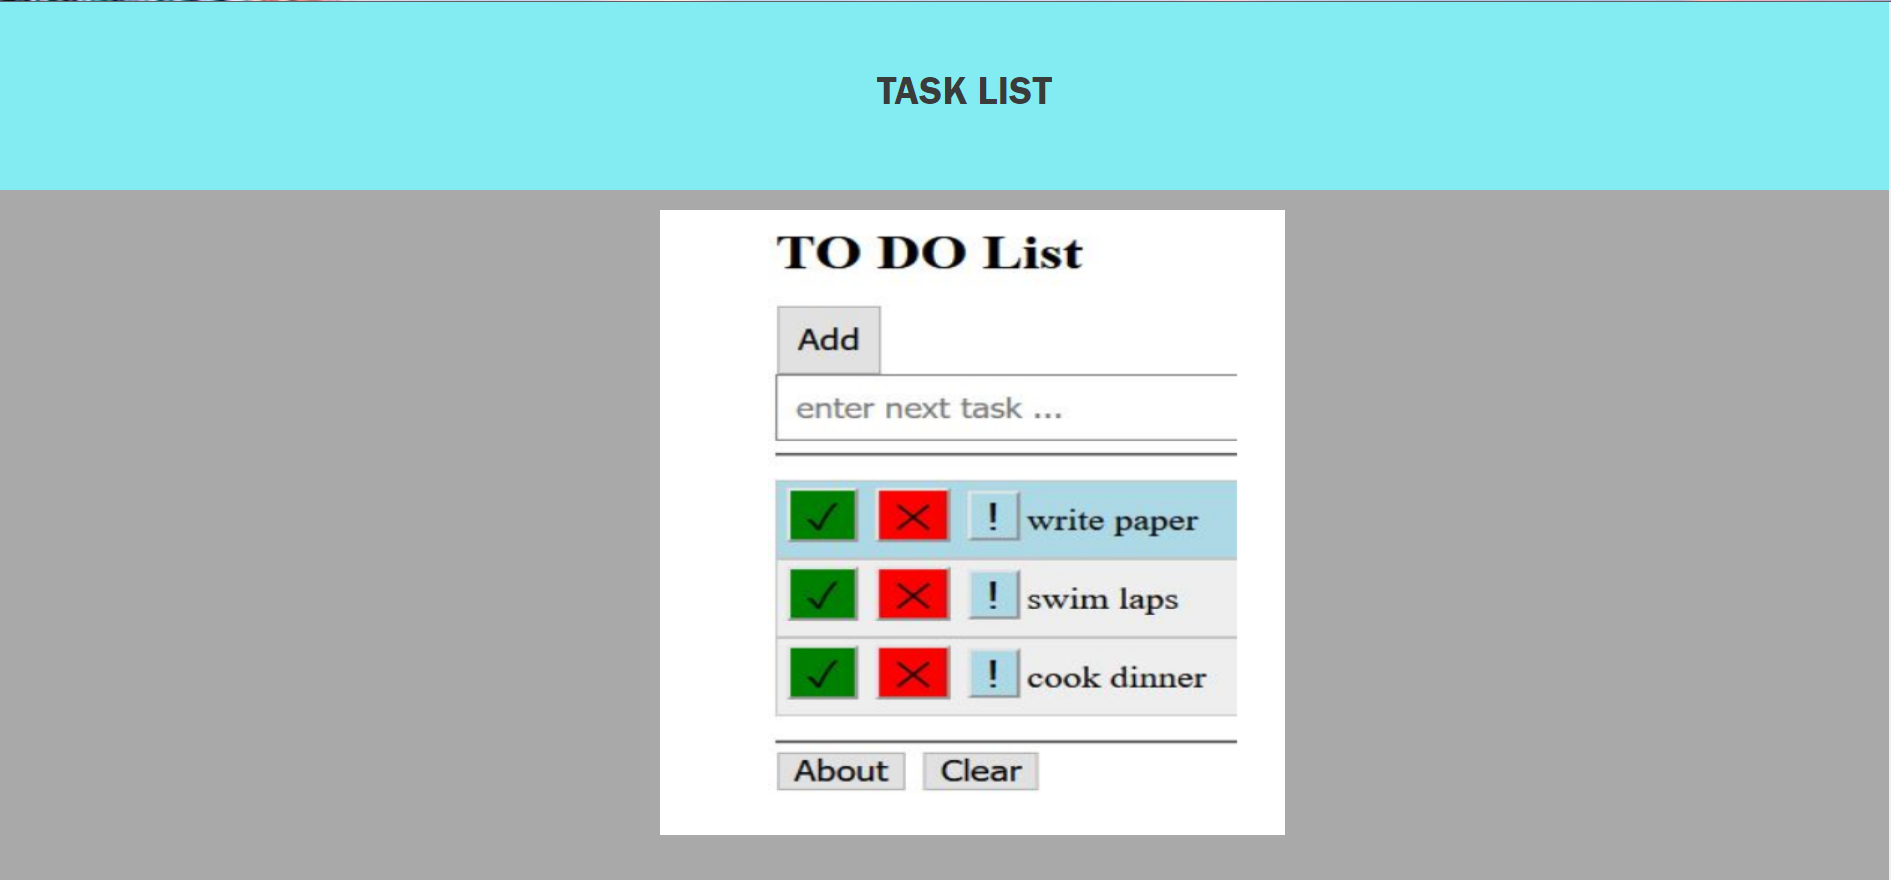 TASK LIST
TO DO List
Add
enter next task ...
✓ ✕ ! write paper
✓ ✕ ! swim laps
✓ ✕ ! cook dinner
About Clear